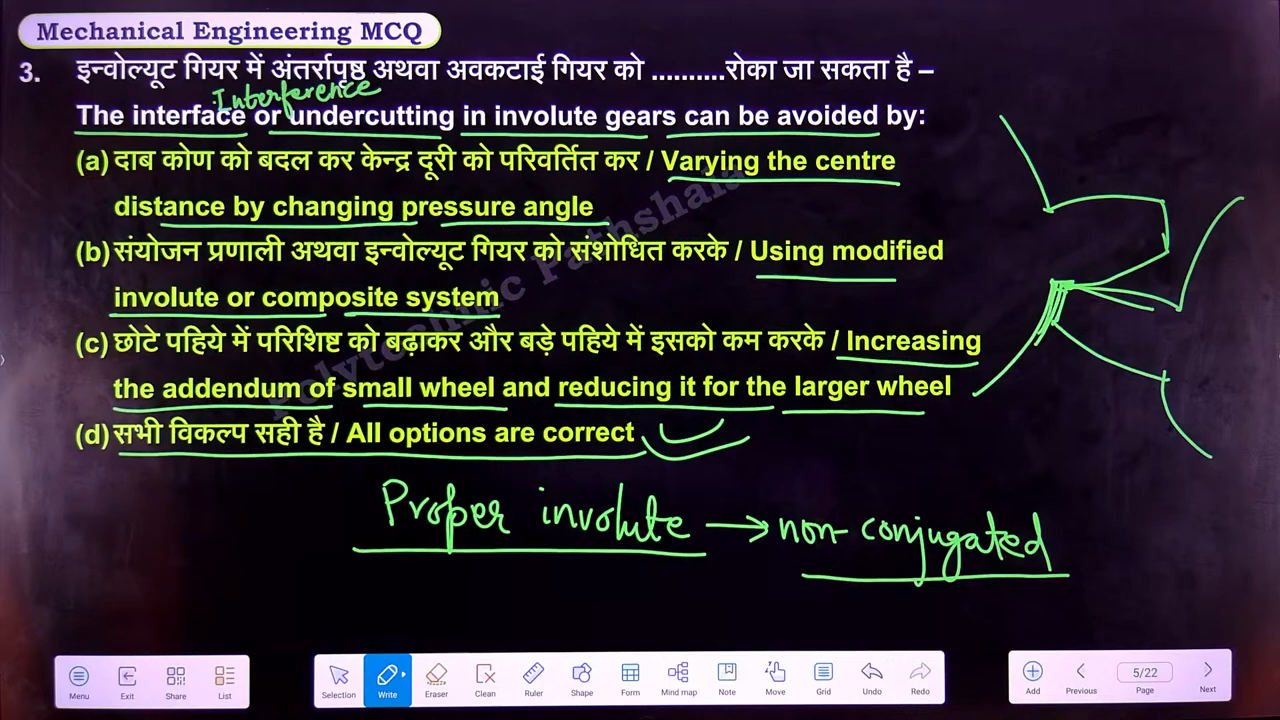 Mechanical Engineering MCQ
3. इन्वोल्यूट गियर में अंतर्रापृष्ठ अथवा अवकटाई गियर को ..........रोका जा सकता है –
Interference
The interface or undercutting in involute gears can be avoided by:
(a) दाब कोण को बदल कर केन्द्र दूरी को परिवर्तित कर / Varying the centre
distance by changing pressure angle
(b) संयोजन प्रणाली अथवा इन्वोल्यूट गियर को संशोधित करके / Using modified
involute or composite system
(c) छोटे पहिये में परिशिष्ट को बढ़ाकर और बड़े पहिये में इसको कम करके / Increasing
the addendum of small wheel and reducing it for the larger wheel
(d) सभी विकल्प सही है / All options are correct
Polytechnic Pathshala
Proper involute → non-conjugated
Menu Exit Share List Selection Write Eraser Clean Ruler Shape Form Mind map Note Move Grid Undo Redo Add Previous 5/22 Page Next